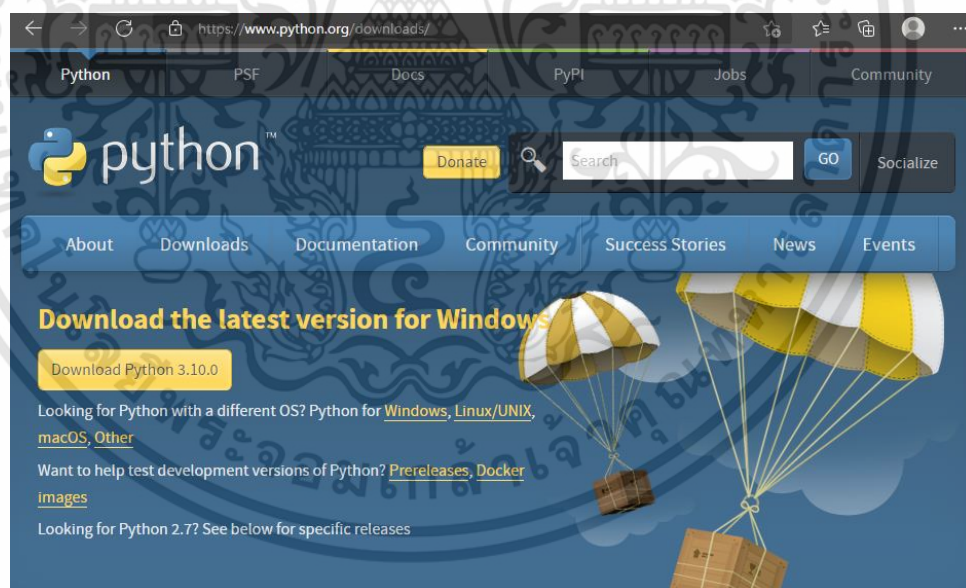 https://www.python.org/downloads/
Python PSF Docs PyPI Jobs Community
python™
Donate Search GO Socialize
About Downloads Documentation Community Success Stories News Events
Download the latest version for Windows
Download Python 3.10.0
Looking for Python with a different OS? Python for Windows, Linux/UNIX,
macOS, Other
Want to help test development versions of Python? Prereleases, Docker
images
Looking for Python 2.7? See below for specific releases